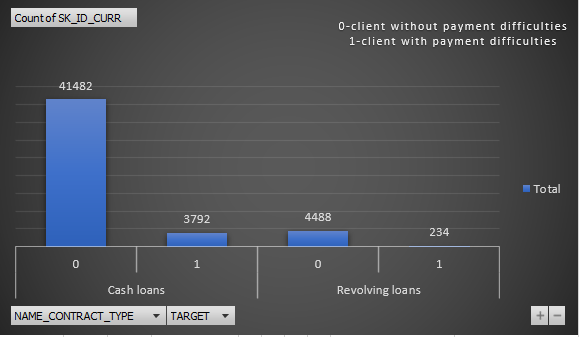 Count of SK_ID_CURR
0-client without payment difficulties
1-client with payment difficulties
41482
3792
4488
234
Total
0 1 0 1
Cash loans Revolving loans
NAME_CONTRACT_TYPE TARGET
+ −